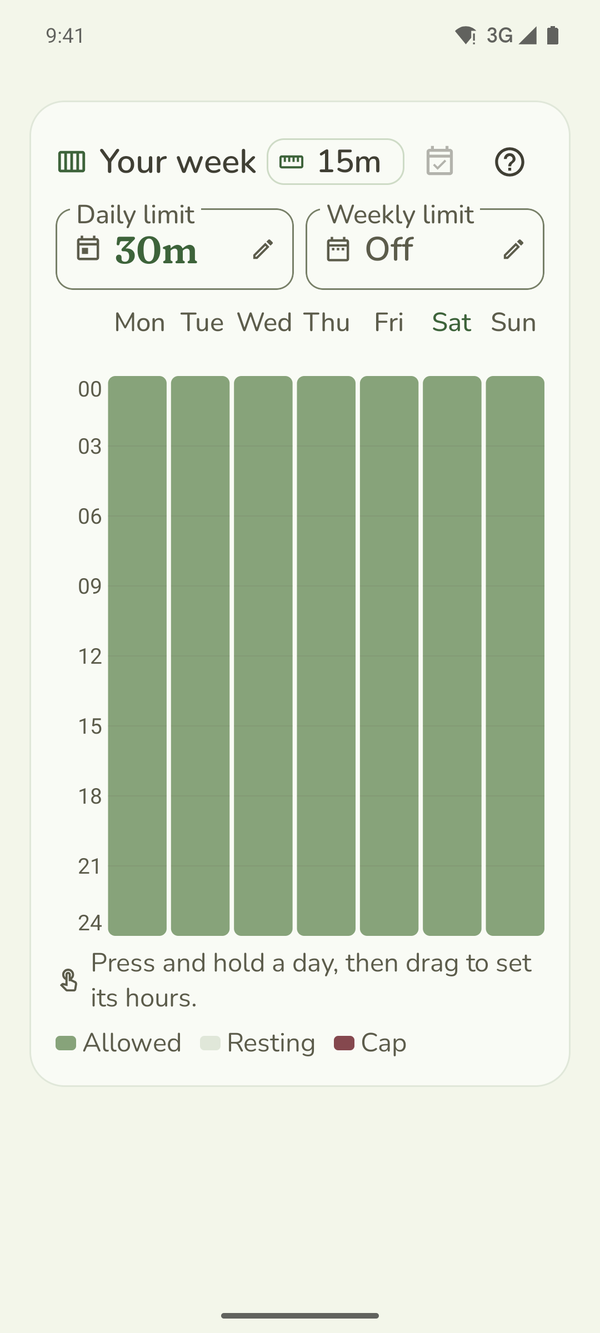 9:41
3G
Your week
15m
Daily limit
Weekly limit
30m
Off
Mon Tue Wed Thu Fri Sat Sun
00
03
06
09
12
15
18
21
24
Press and hold a day, then drag to set
its hours.
Allowed Resting Cap